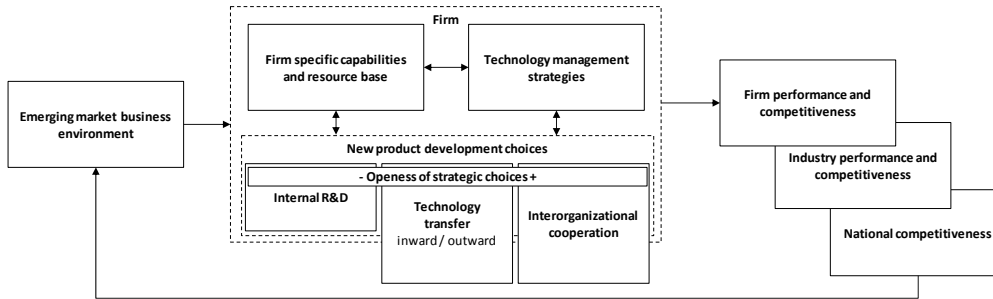 Firm
Firm specific capabilities
and resource base
Technology management
strategies
Emerging market business
environment
New product development choices
- Openess of strategic choices +
Internal R&D
Technology
transfer
inward / outward
Interorganizational
cooperation
Firm performance and
competitiveness
Industry performance and
competitiveness
National competitiveness